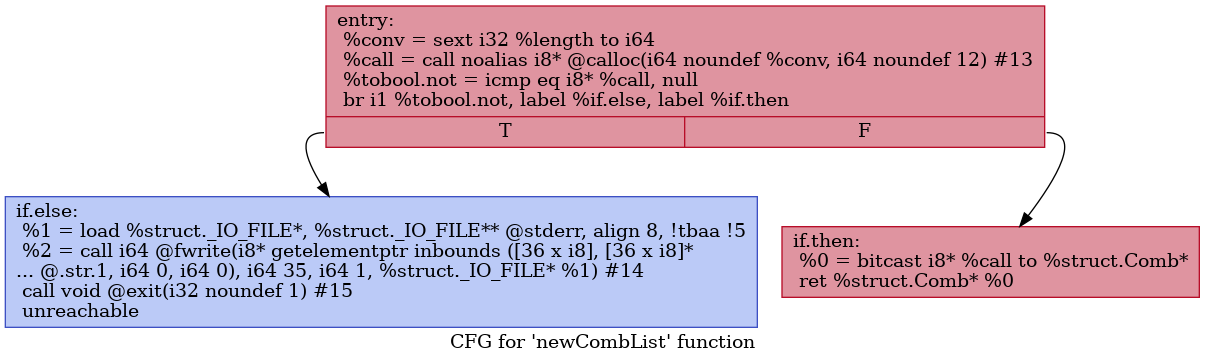 entry:
%conv = sext i32 %length to i64
%call = call noalias i8* @calloc(i64 noundef %conv, i64 noundef 12) #13
%tobool.not = icmp eq i8* %call, null
br i1 %tobool.not, label %if.else, label %if.then
T
F
if.else:
%1 = load %struct._IO_FILE*, %struct._IO_FILE** @stderr, align 8, !tbaa !5
%2 = call i64 @fwrite(i8* getelementptr inbounds ([36 x i8], [36 x i8]*
... @.str.1, i64 0, i64 0), i64 35, i64 1, %struct._IO_FILE* %1) #14
call void @exit(i32 noundef 1) #15
unreachable
if.then:
%0 = bitcast i8* %call to %struct.Comb*
ret %struct.Comb* %0
CFG for 'newCombList' function